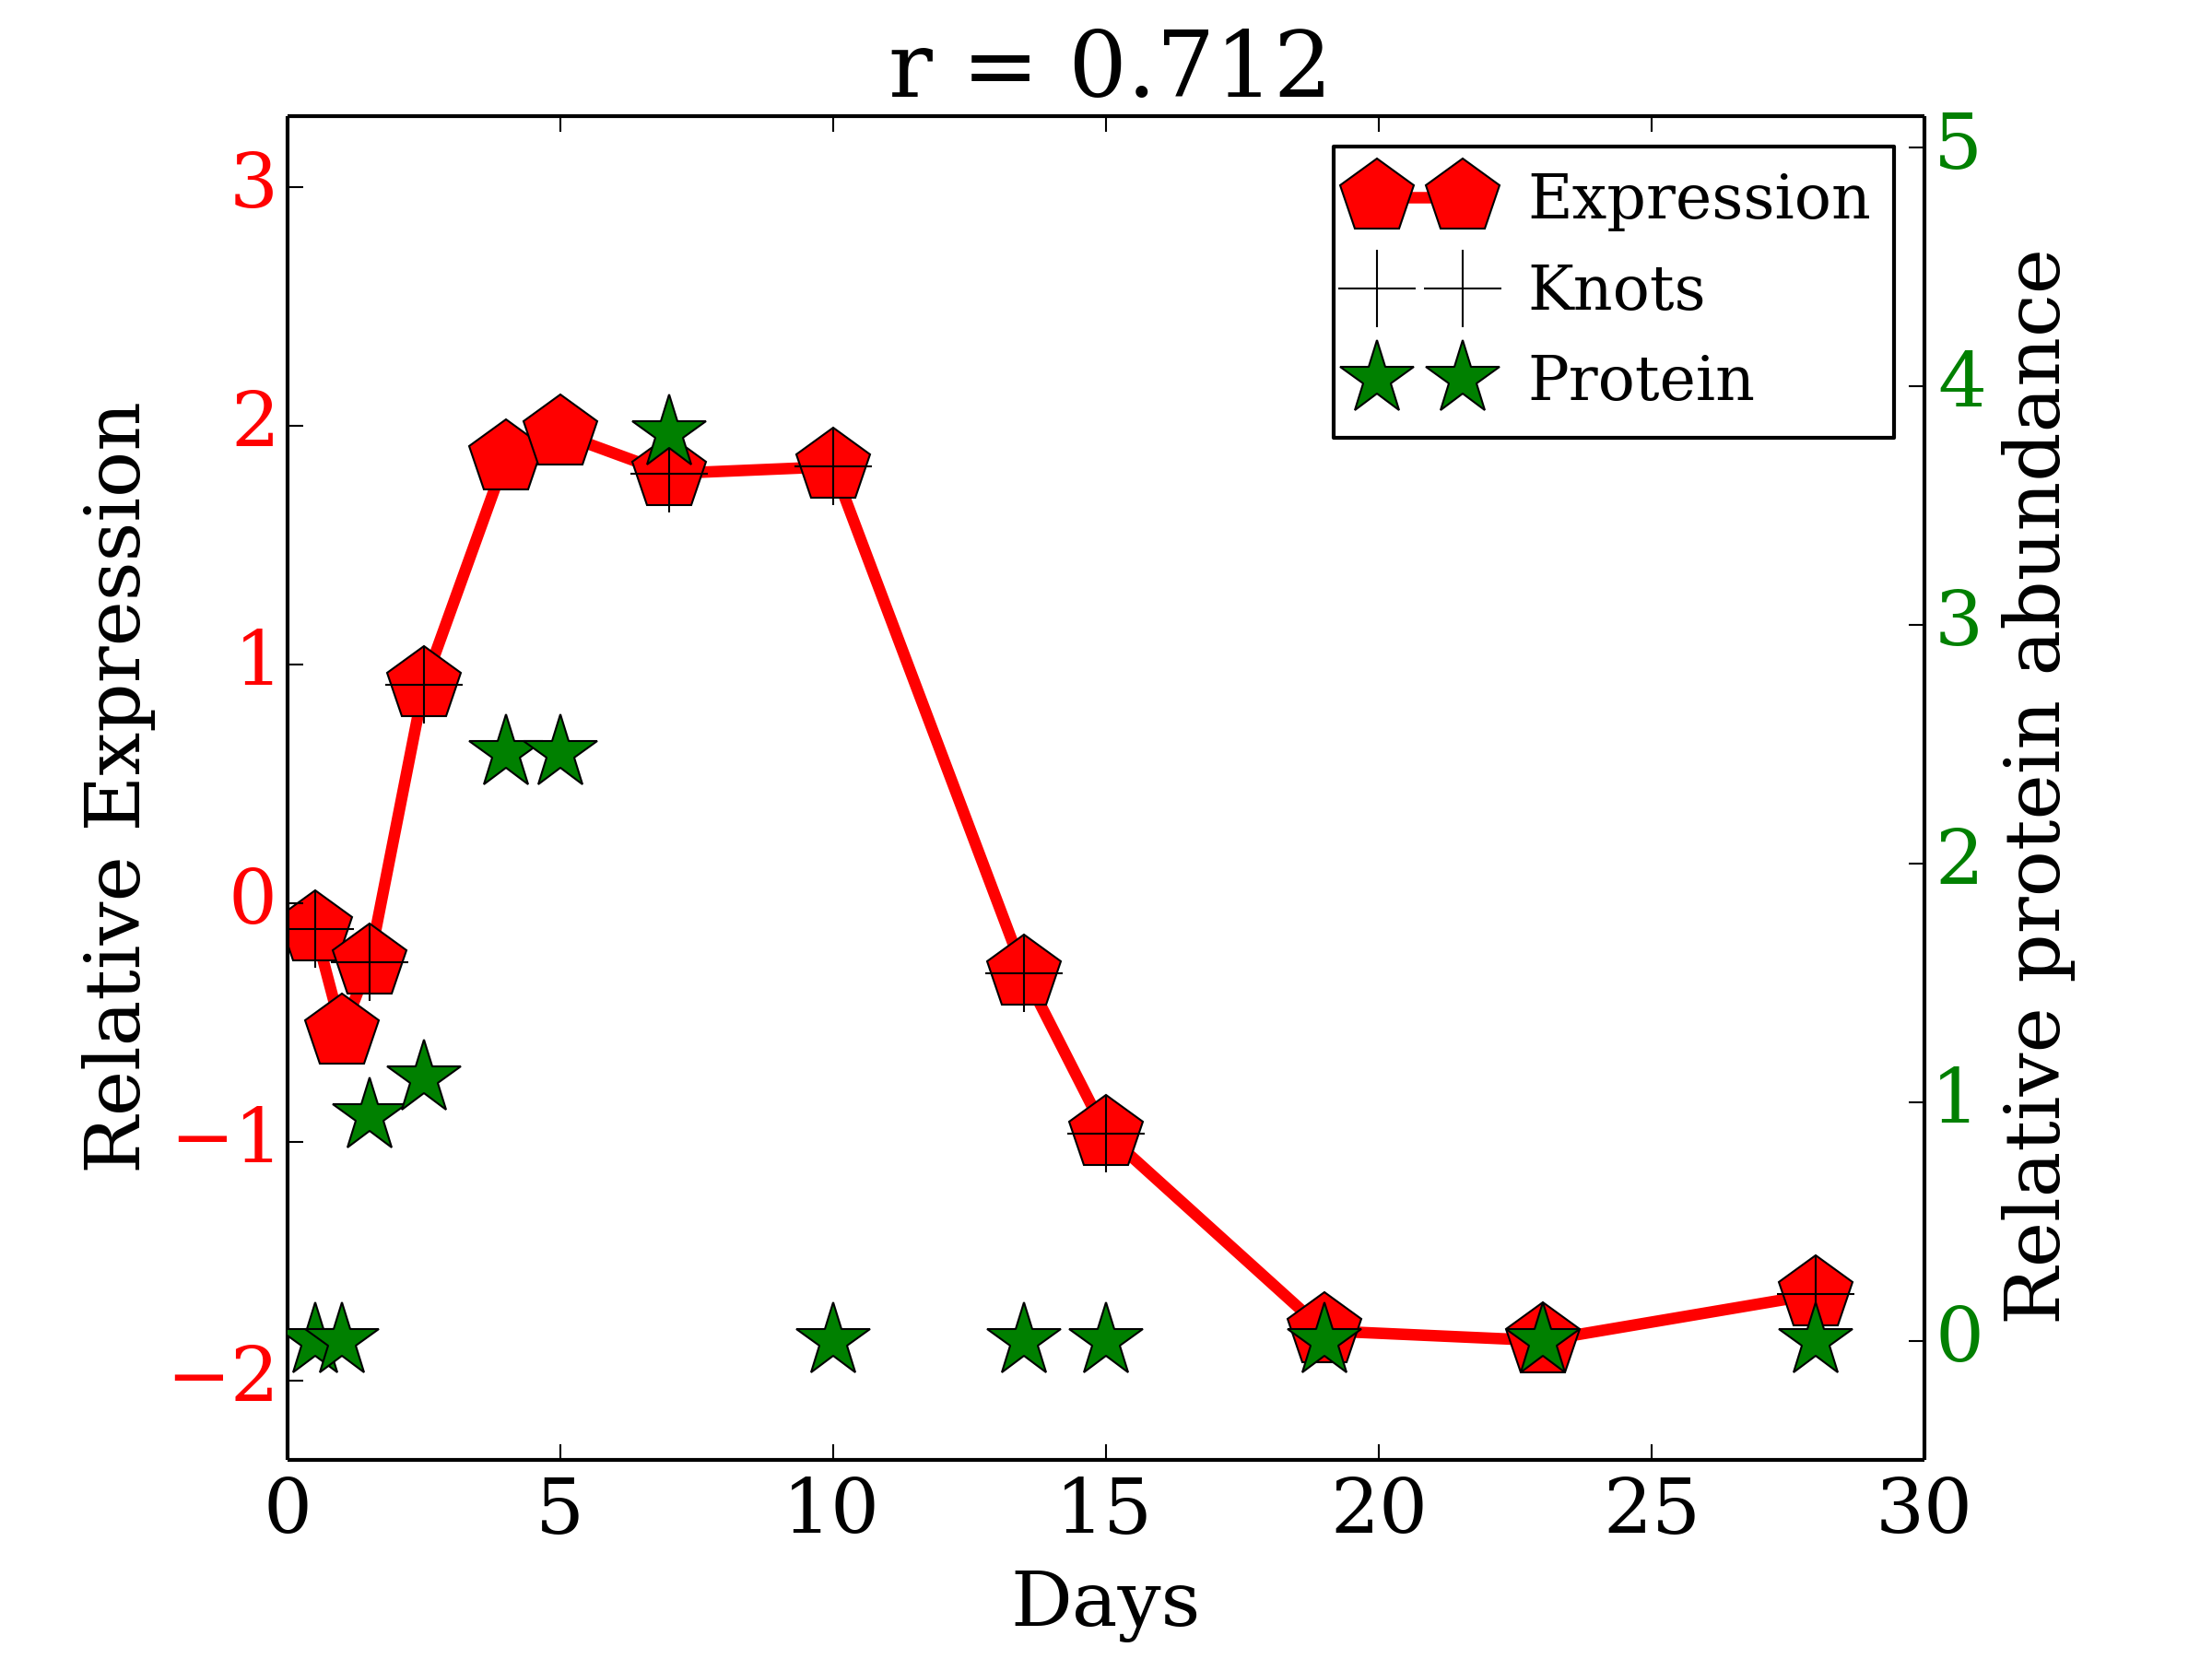 r = 0.712
Expression
Knots
Protein
Relative Expression
3
2
1
0
−1
−2
Relative protein abundance
5
4
3
2
1
0
0 5 10 15 20 25 30
Days